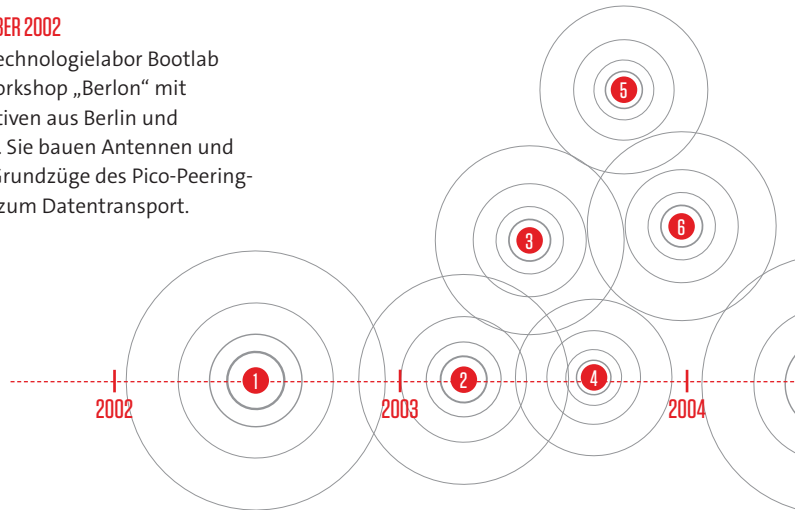 BER 2002
echnologielabor Bootlab
orkshop „Berlon“ mit
tiven aus Berlin und
. Sie bauen Antennen und
Grundzüge des Pico-Peering-
zum Datentransport.
5
3
6
1
2
4
2002
2003
2004